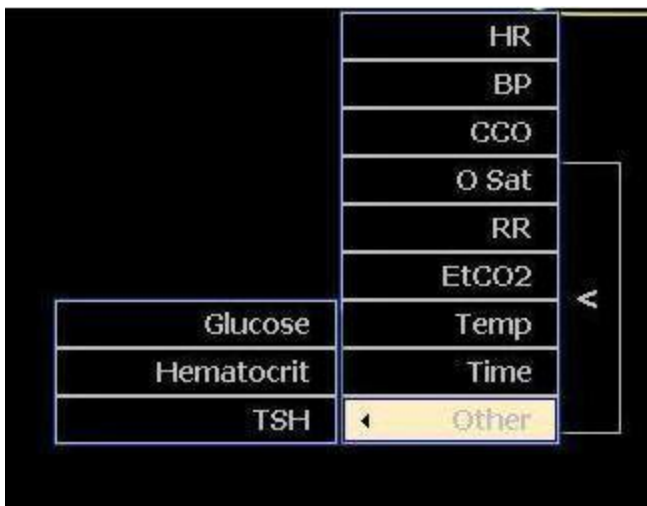 HR
BP
CCO
O Sat
RR
EtCO2
<
Glucose
Temp
Hematocrit
Time
TSH
Other